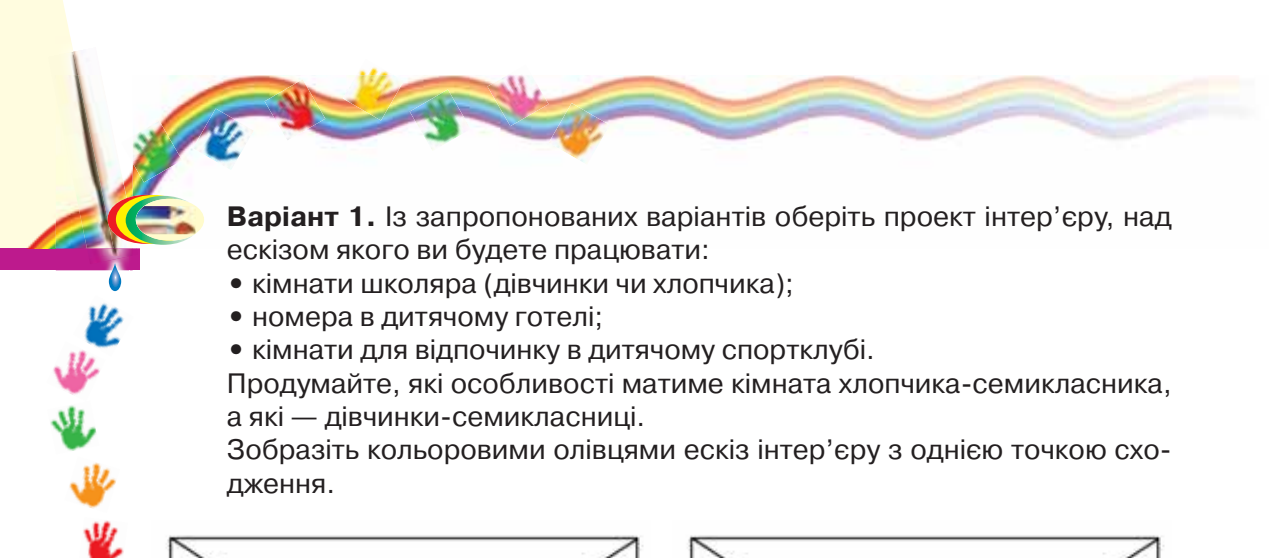 Варіант 1. Із запропонованих варіантів оберіть проект інтер’єру, над
ескізом якого ви будете працювати:
• кімнати школяра (дівчинки чи хлопчика);
• номера в дитячому готелі;
• кімнати для відпочинку в дитячому спортклубі.
Продумайте, які особливості матиме кімната хлопчика-семикласника,
а які — дівчинки-семикласниці.
Зобразіть кольоровими олівцями ескіз інтер’єру з однією точкою схо-
дження.